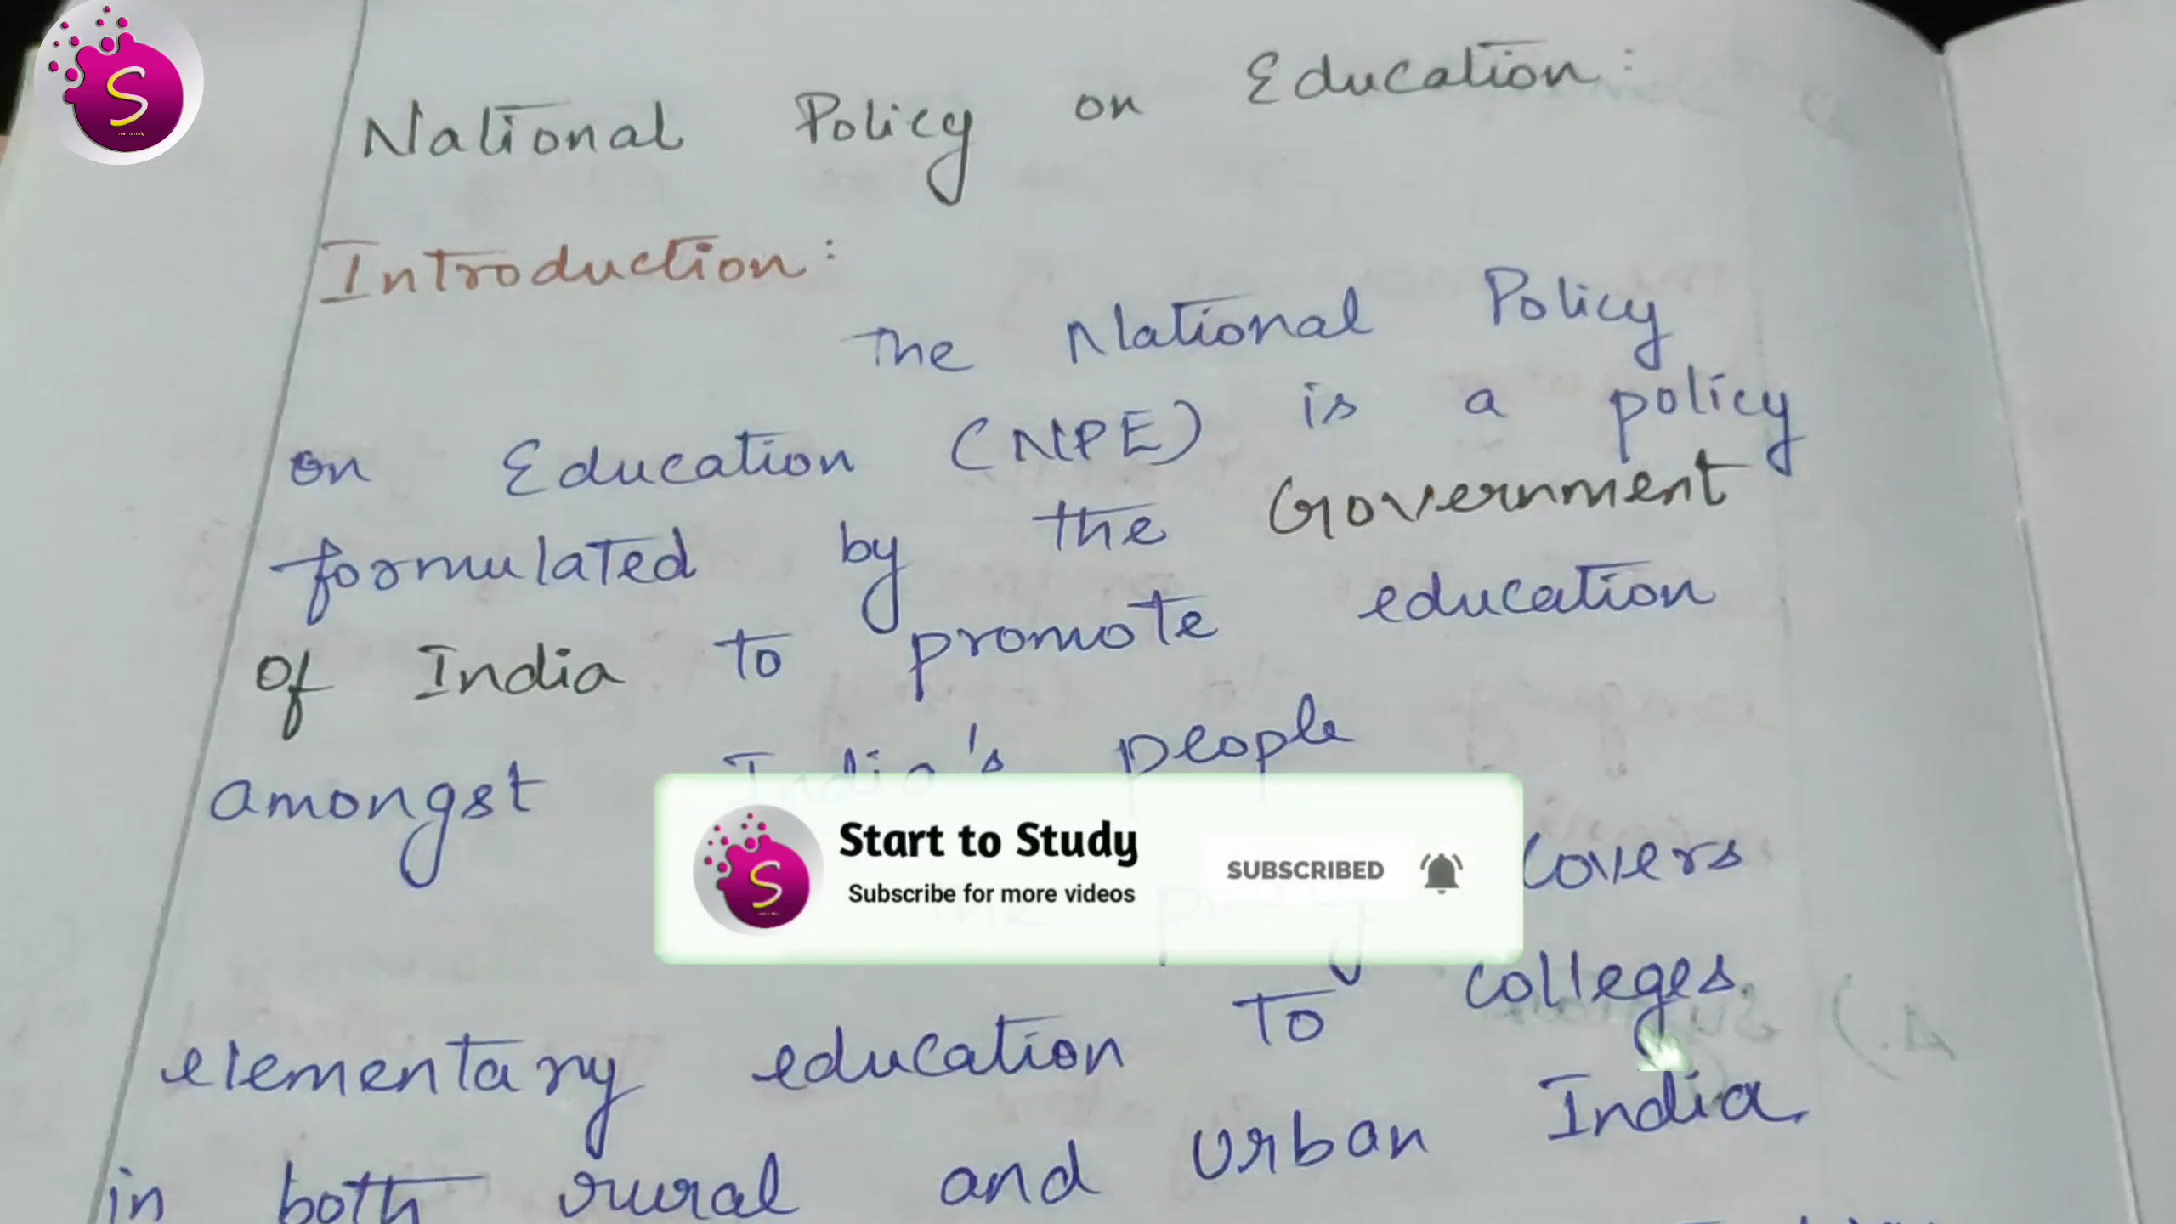 S
National Policy on Education:
Introduction:
The National Policy
on Education (NPE) is a policy
formulated by the Government
of India to promote education
amongst India's people
covers
Start to Study
Subscribe for more videos
SUBSCRIBED
S
elementary education to colleges
in both rural and urban India.